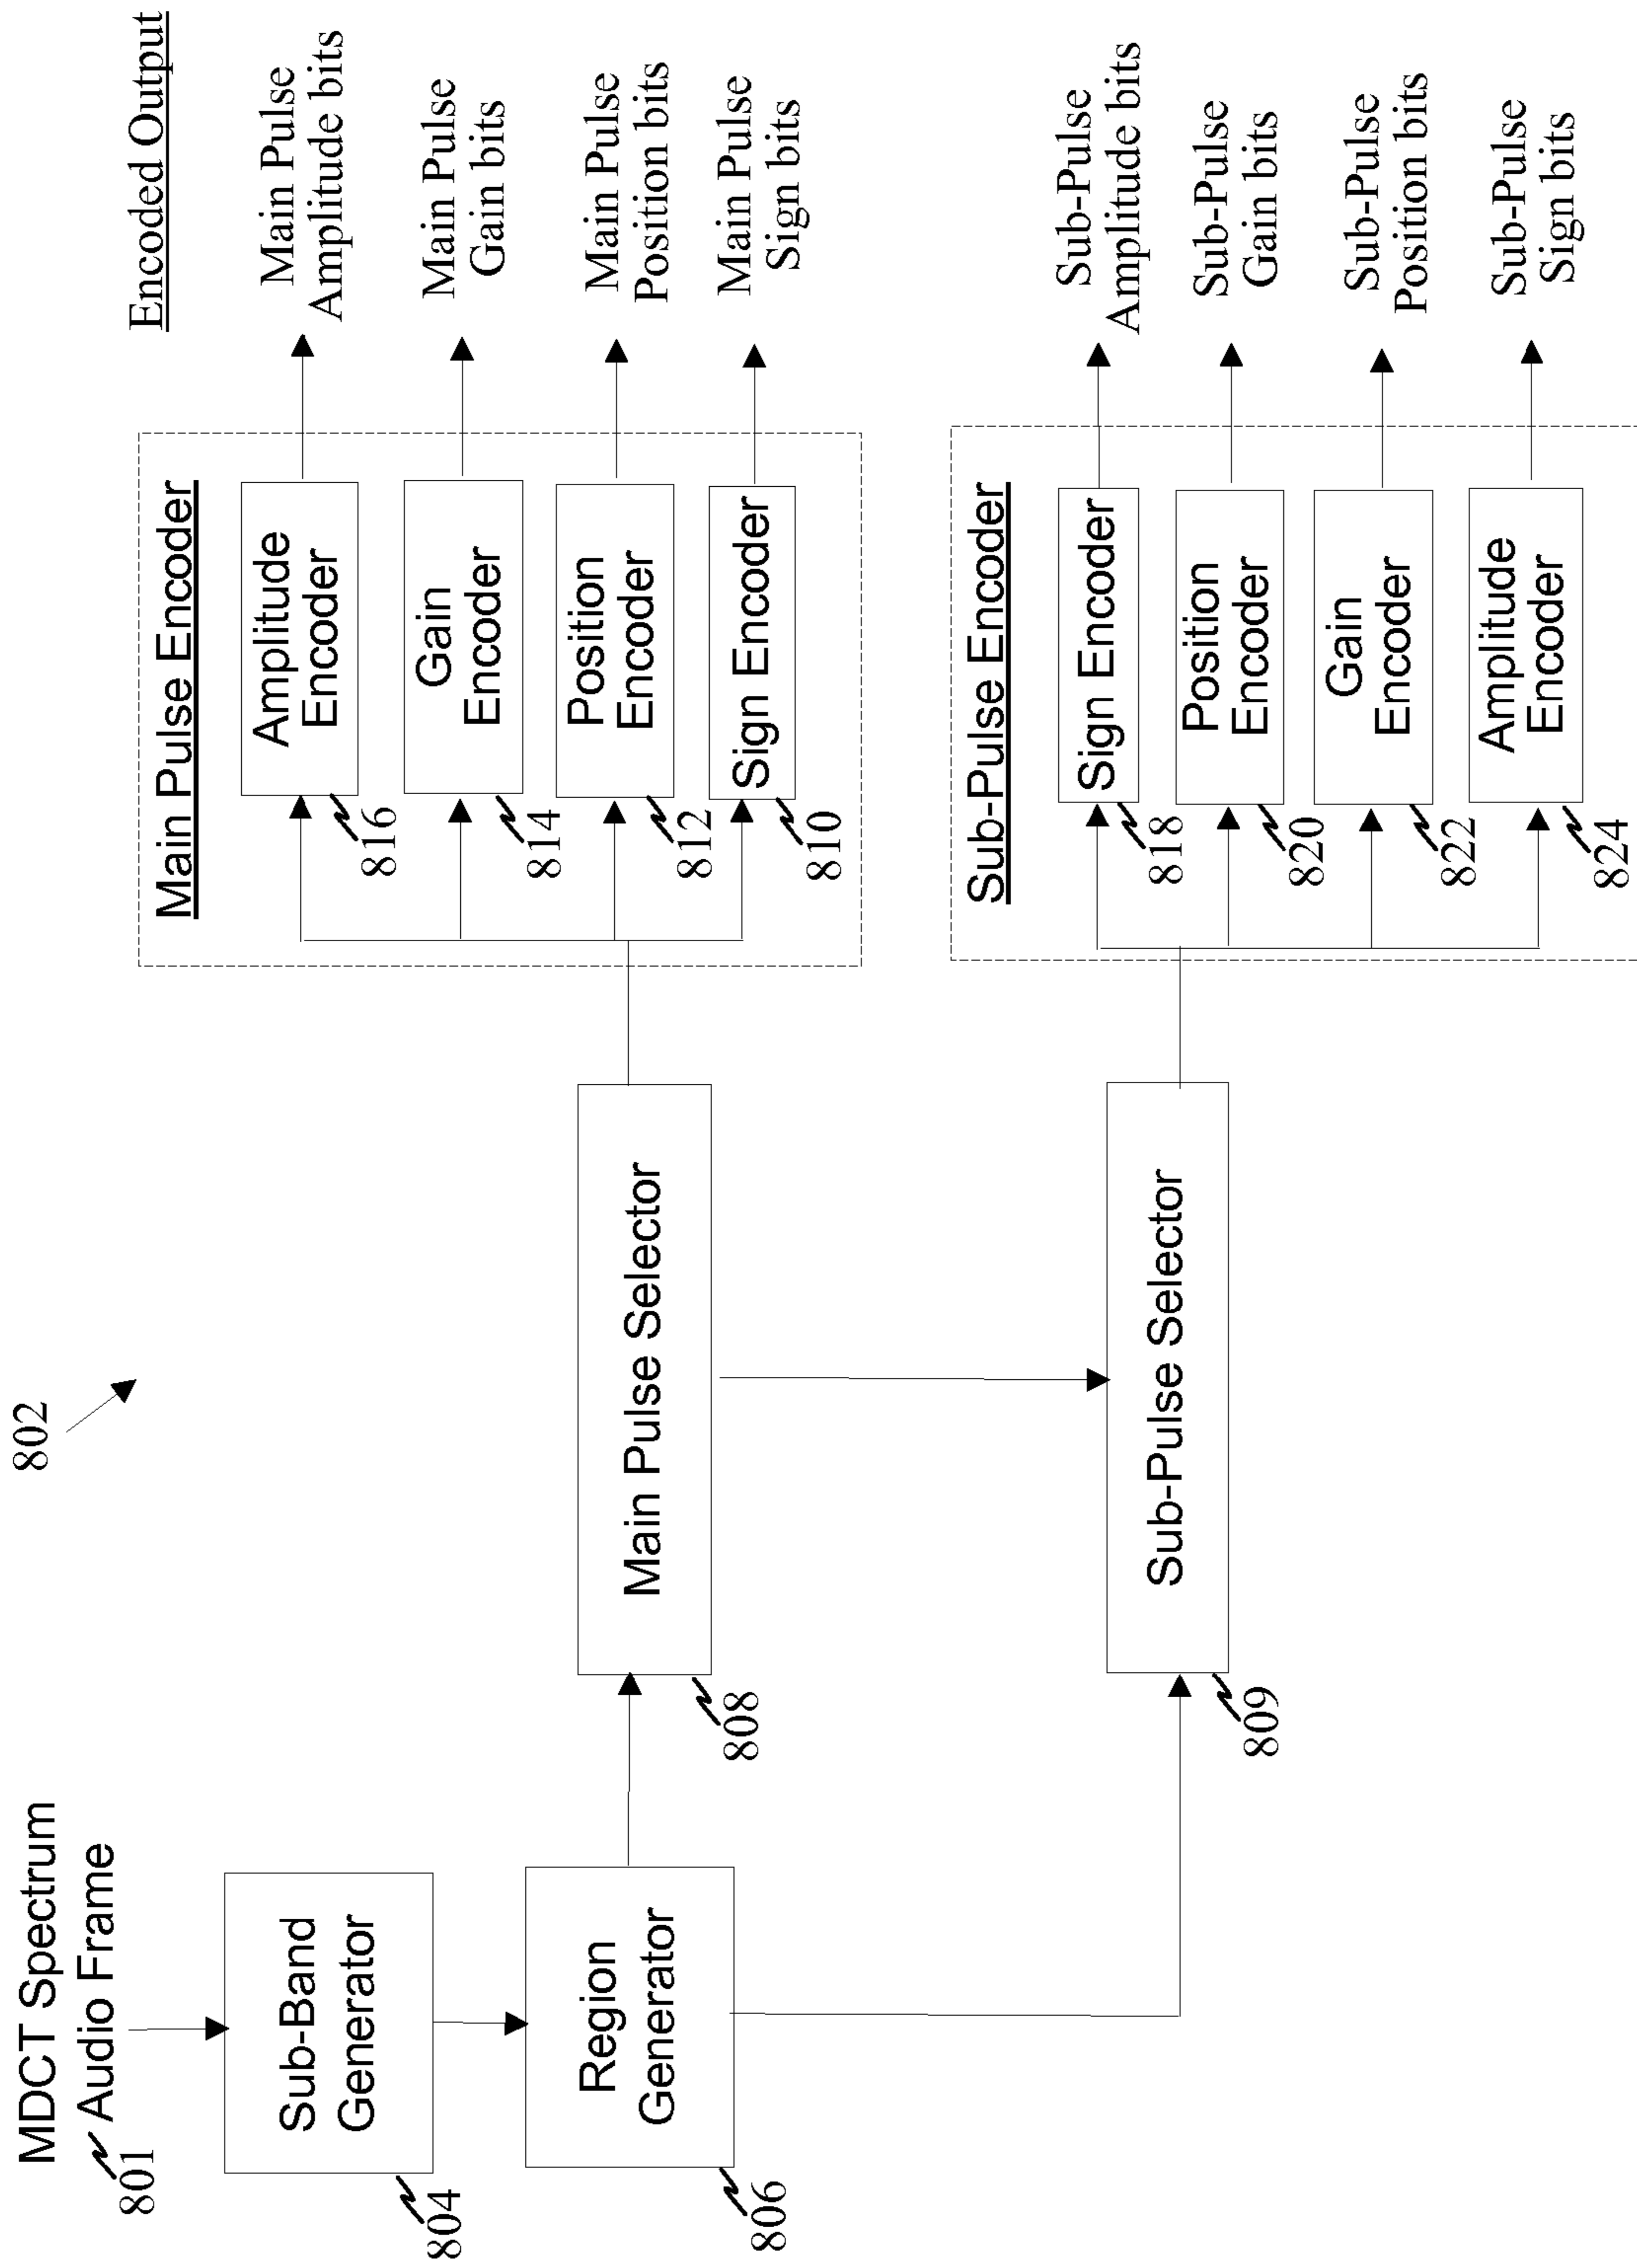 802
MDCT Spectrum
Audio Frame
801
Sub-Band
Generator
804
Region
Generator
806
Main Pulse Selector
808
Sub-Pulse Selector
809
Main Pulse Encoder
Amplitude
Encoder
816
Gain
Encoder
814
Position
Encoder
812
Sign Encoder
810
Sub-Pulse Encoder
Sign Encoder
818
Position
Encoder
820
Gain
Encoder
822
Amplitude
Encoder
824
Encoded Output
Main Pulse
Amplitude bits
Main Pulse
Gain bits
Main Pulse
Position bits
Main Pulse
Sign bits
Sub-Pulse
Amplitude bits
Sub-Pulse
Gain bits
Sub-Pulse
Position bits
Sub-Pulse
Sign bits